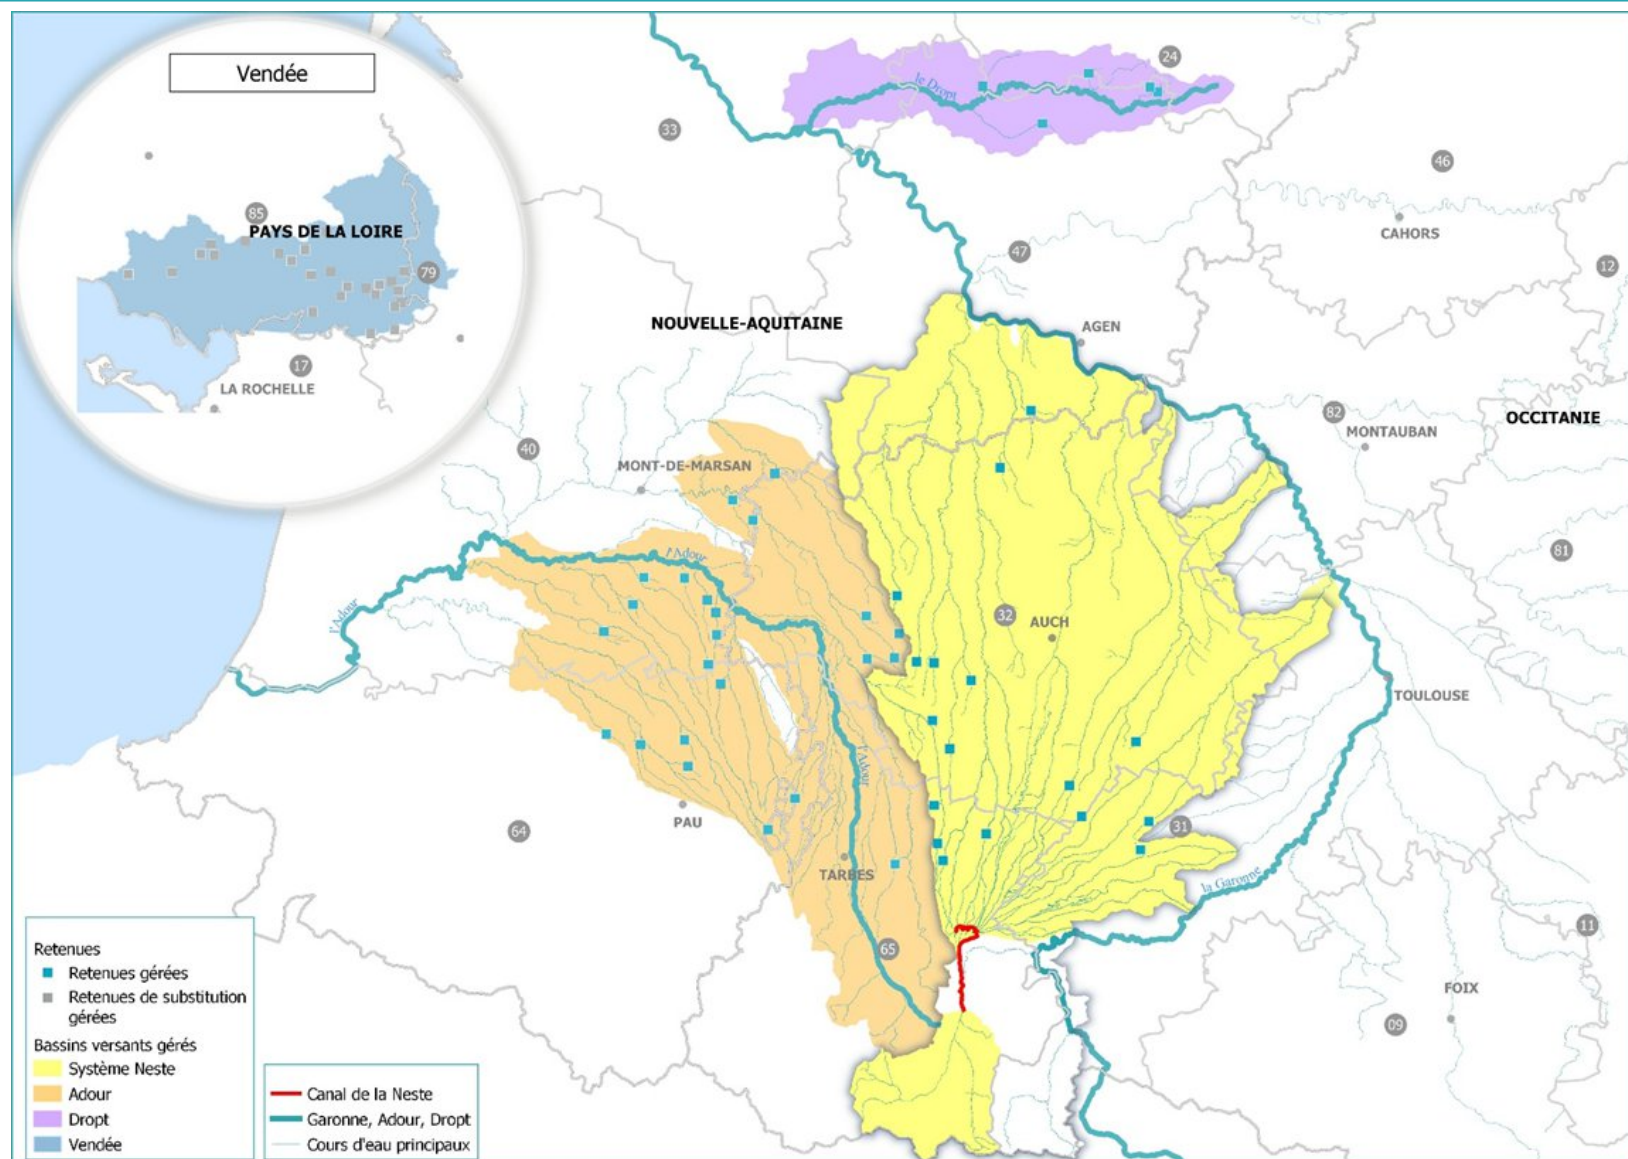 Vendée
85
PAYS DE LA LOIRE
79
17
LA ROCHELLE
24
le Dropt
33
46
CAHORS
47
12
NOUVELLE-AQUITAINE
AGEN
82
MONTAUBAN
OCCITANIE
40
MONT-DE-MARSAN
81
l'Adour
l'Adour
32
AUCH
TOULOUSE
l'Adour
64
PAU
31
TARBES
la Garonne
65
11
FOIX
09
Retenues
Retenues gérées
Retenues de substitution
gérées
Bassins versants gérés
Système Neste
Adour
Dropt
Vendée
Canal de la Neste
Garonne, Adour, Dropt
Cours d'eau principaux